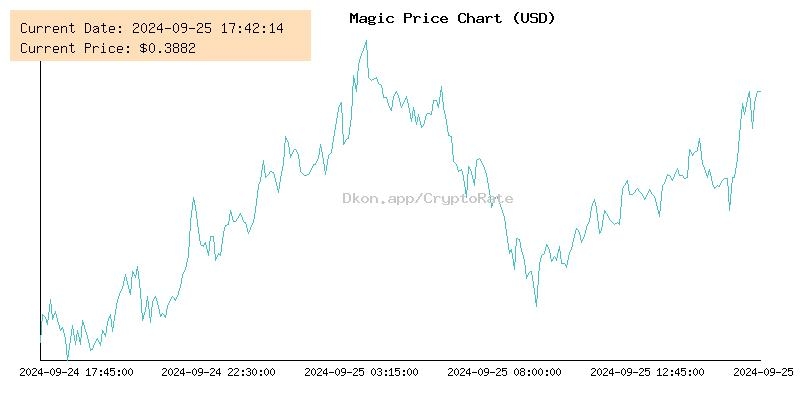 Magic Price Chart (USD)
Current Date: 2024-09-25 17:42:14
Current Price: $0.3882
Dkon.app/CryptoRate
2024-09-24 17:45:00 2024-09-24 22:30:00 2024-09-25 03:15:00 2024-09-25 08:00:00 2024-09-25 12:45:00 2024-09-25